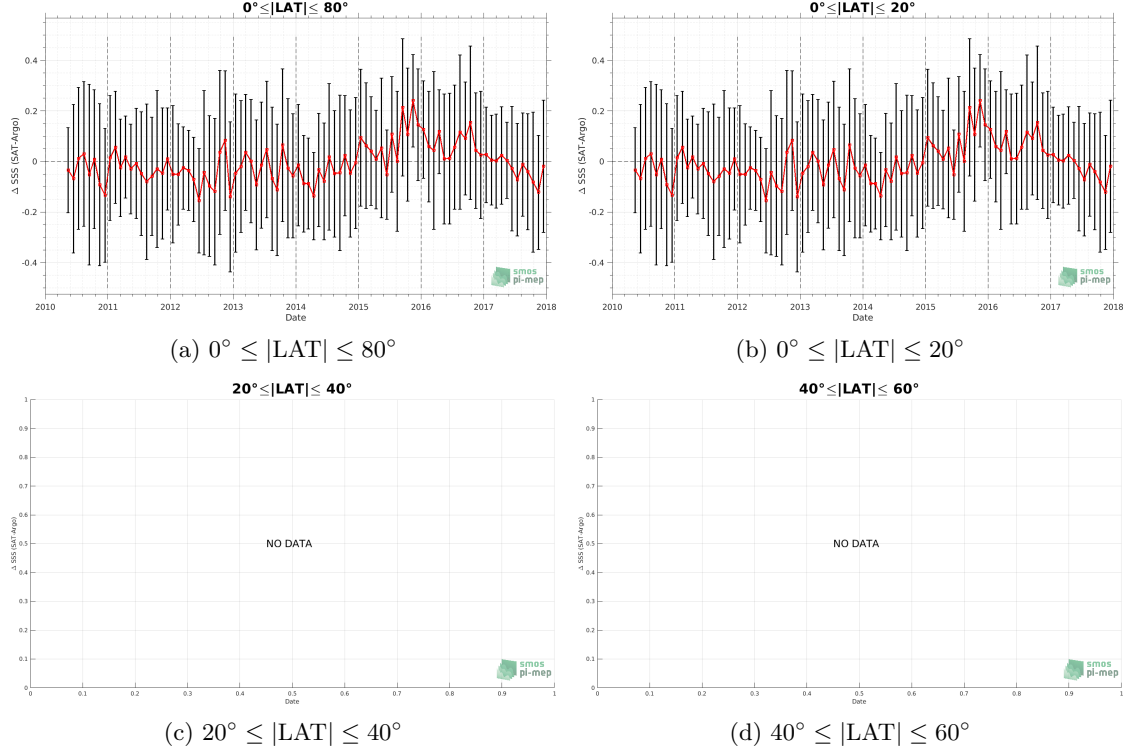 0°≤|LAT|≤ 80°
Δ SSS (SAT-Argo)
0.4
0.2
0
-0.2
-0.4
2010 2011 2012 2013 2014 2015 2016 2017 2018
Date
smos
pi-mep
(a) 0° ≤ |LAT| ≤ 80°
0°≤|LAT|≤ 20°
Δ SSS (SAT-Argo)
0.4
0.2
0
-0.2
-0.4
2010 2011 2012 2013 2014 2015 2016 2017 2018
Date
smos
pi-mep
(b) 0° ≤ |LAT| ≤ 20°
20°≤|LAT|≤ 40°
Δ SSS (SAT-Argo)
1
0.9
0.8
0.7
0.6
0.5
0.4
0.3
0.2
0.1
0
NO DATA
0 0.1 0.2 0.3 0.4 0.5 0.6 0.7 0.8 0.9 1
Date
smos
pi-mep
(c) 20° ≤ |LAT| ≤ 40°
40°≤|LAT|≤ 60°
Δ SSS (SAT-Argo)
1
0.9
0.8
0.7
0.6
0.5
0.4
0.3
0.2
0.1
0
NO DATA
0 0.1 0.2 0.3 0.4 0.5 0.6 0.7 0.8 0.9 1
Date
smos
pi-mep
(d) 40° ≤ |LAT| ≤ 60°